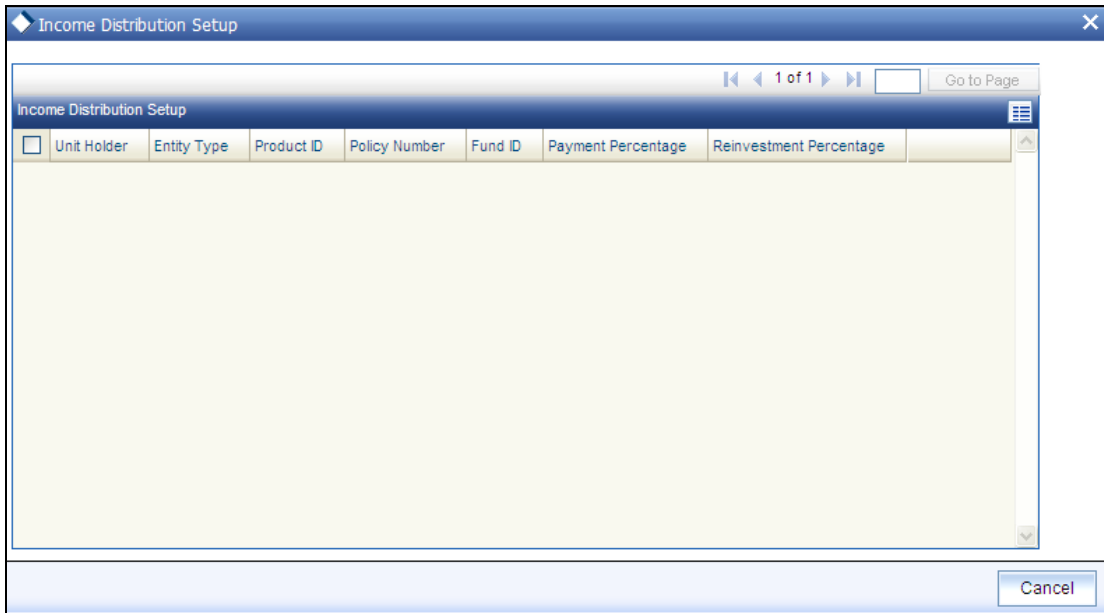 Income Distribution Setup
1 of 1 Go to Page
Income Distribution Setup
Unit Holder Entity Type Product ID Policy Number Fund ID Payment Percentage Reinvestment Percentage
Cancel